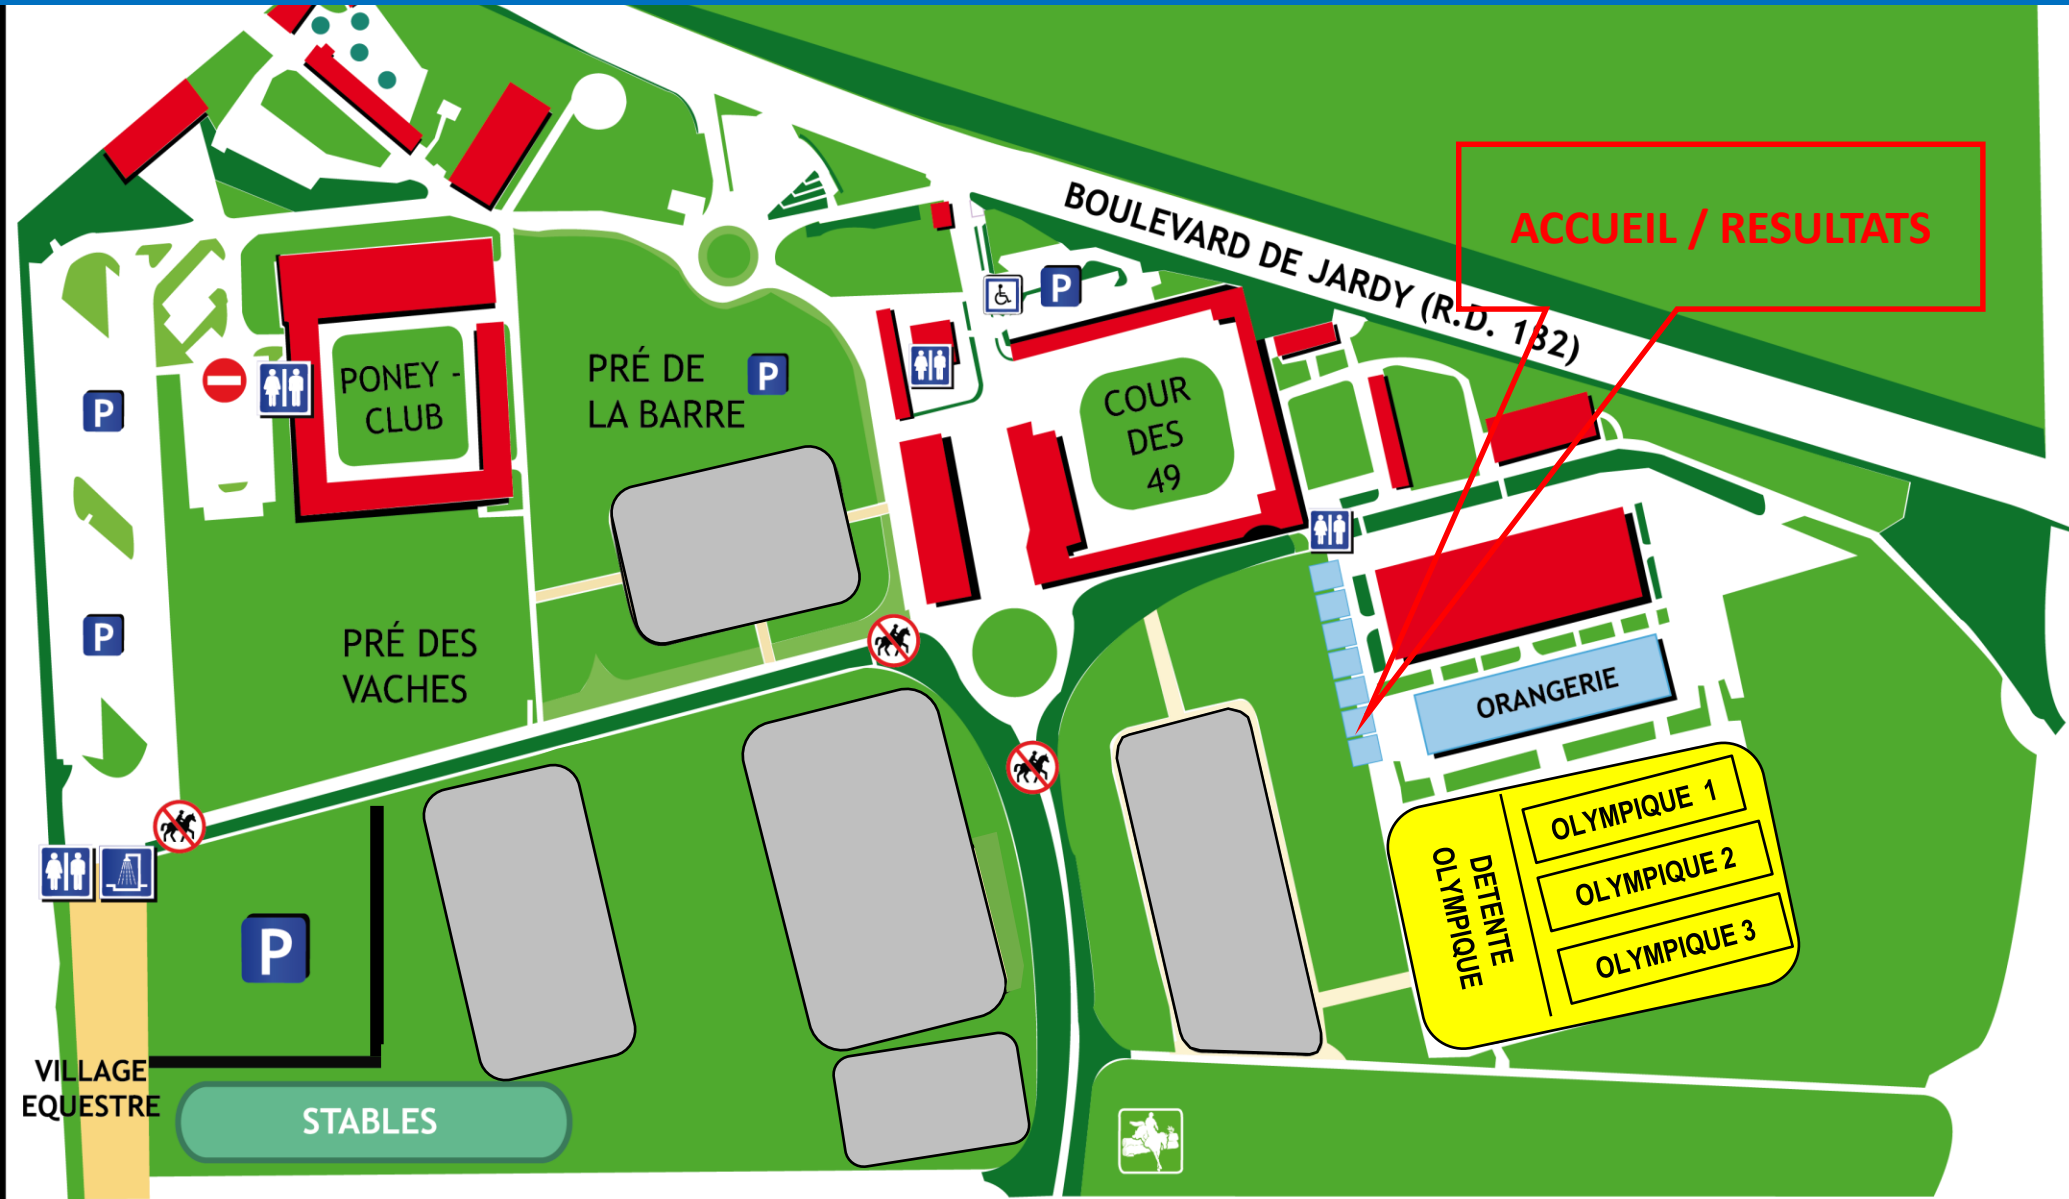 ACCUEIL / RESULTATS
BOULEVARD DE JARDY (R.D. 182)
P
PONEY -
CLUB
PRÉ DE
LA BARRE
P
COUR
DES
49
P
P
PRÉ DES
VACHES
ORANGERIE
OLYMPIQUE 1
OLYMPIQUE 2
OLYMPIQUE 3
DETENTE
OLYMPIQUE
P
VILLAGE
EQUESTRE
STABLES